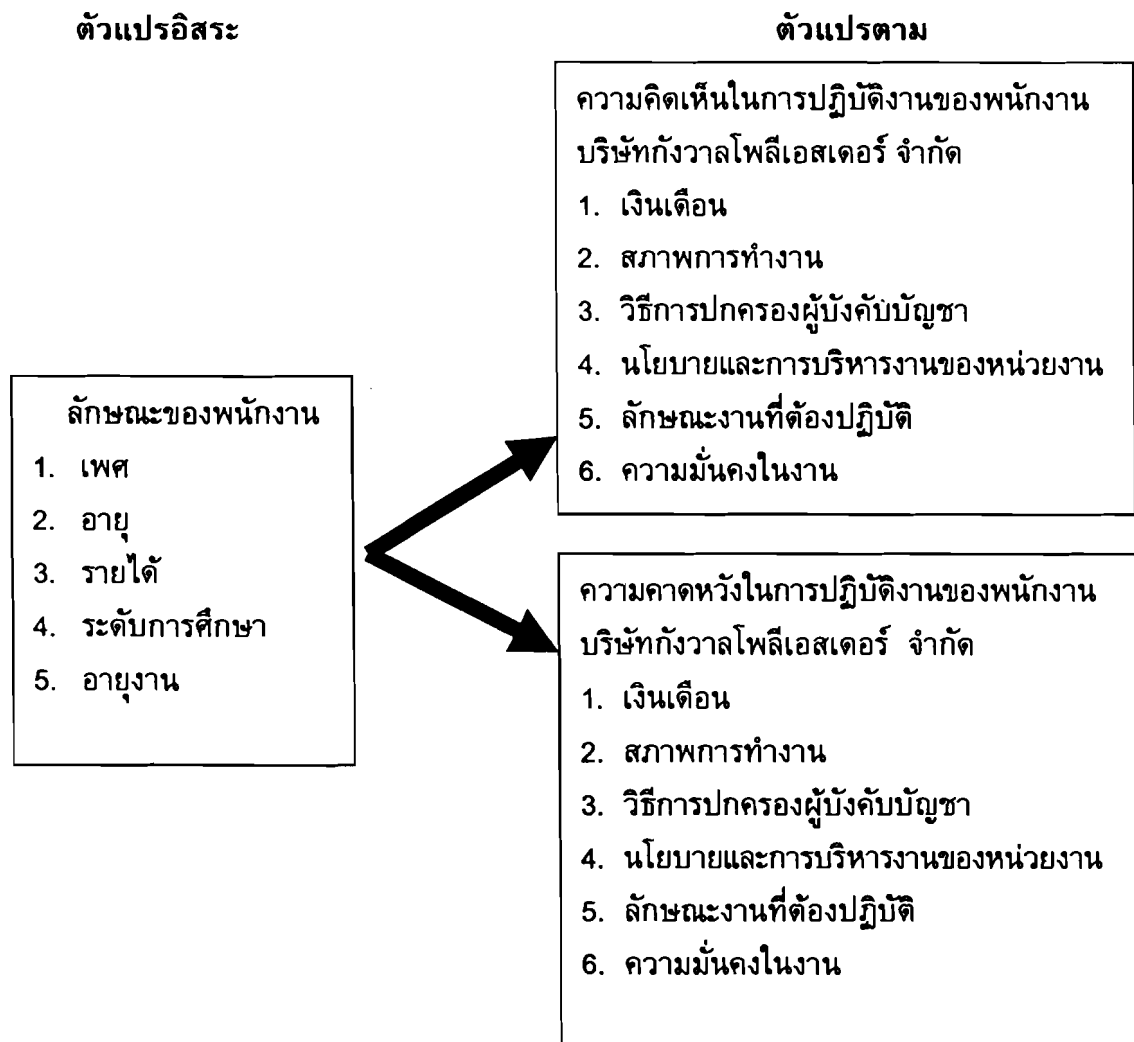 ตัวแปรอิสระ
ตัวแปรตาม
ลักษณะของพนักงาน
1. เพศ
2. อายุ
3. รายได้
4. ระดับการศึกษา
5. อายุงาน
ความคิดเห็นในการปฏิบัติงานของพนักงาน
บริษัทกังวาลโพลีเอสเตอร์ จำกัด
1. เงินเดือน
2. สภาพการทำงาน
3. วิธีการปกครองผู้บังคับบัญชา
4. นโยบายและการบริหารงานของหน่วยงาน
5. ลักษณะงานที่ต้องปฏิบัติ
6. ความมั่นคงในงาน
ความคาดหวังในการปฏิบัติงานของพนักงาน
บริษัทกังวาลโพลีเอสเตอร์ จำกัด
1. เงินเดือน
2. สภาพการทำงาน
3. วิธีการปกครองผู้บังคับบัญชา
4. นโยบายและการบริหารงานของหน่วยงาน
5. ลักษณะงานที่ต้องปฏิบัติ
6. ความมั่นคงในงาน